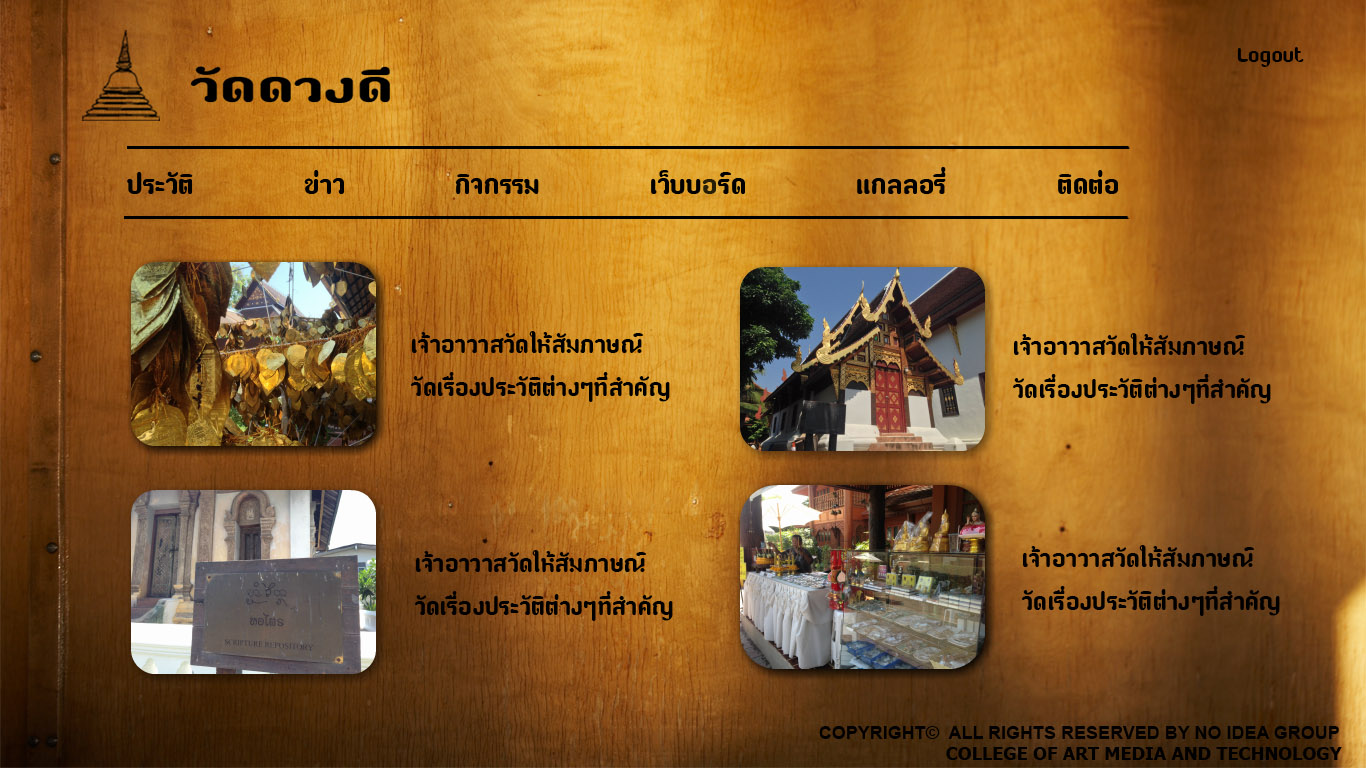 วัดดวงดี
Logout
ประวัติ ข่าว กิจกรรม เว็บบอร์ด แกลลอรี่ ติดต่อ
เจ้าอาวาสวัดให้สัมภาษณ์
วัดเรื่องประวัติต่างๆที่สำคัญ
เจ้าอาวาสวัดให้สัมภาษณ์
วัดเรื่องประวัติต่างๆที่สำคัญ
หอไตร
SCRIPTURE REPOSITORY
เจ้าอาวาสวัดให้สัมภาษณ์
วัดเรื่องประวัติต่างๆที่สำคัญ
เจ้าอาวาสวัดให้สัมภาษณ์
วัดเรื่องประวัติต่างๆที่สำคัญ
COPYRIGHT© ALL RIGHTS RESERVED BY NO IDEA GROUP
COLLEGE OF ART MEDIA AND TECHNOLOGY